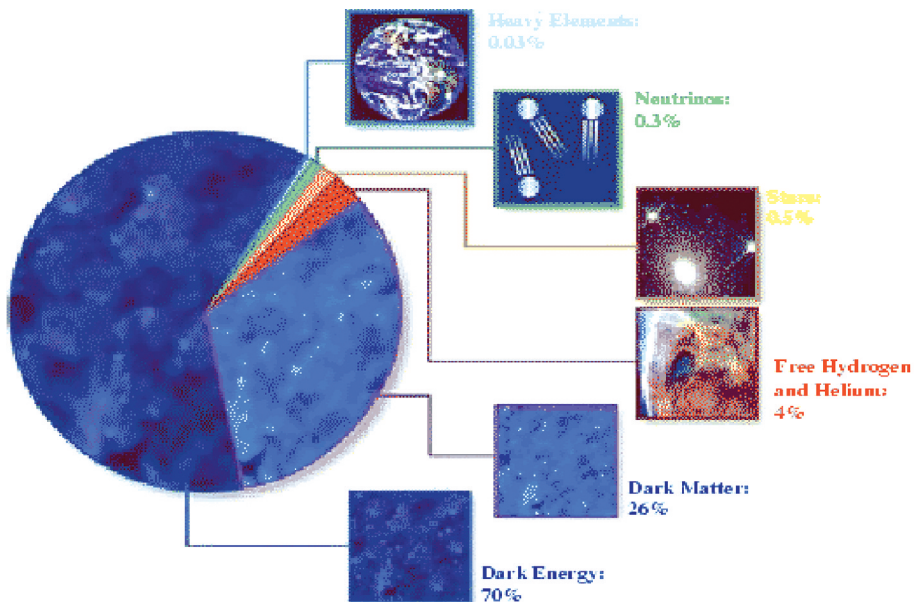 Heavy Elements:
0.03%
Neutrinos:
0.3%
Stars:
0.5%
Free Hydrogen
and Helium:
4%
Dark Matter:
26%
Dark Energy:
70%